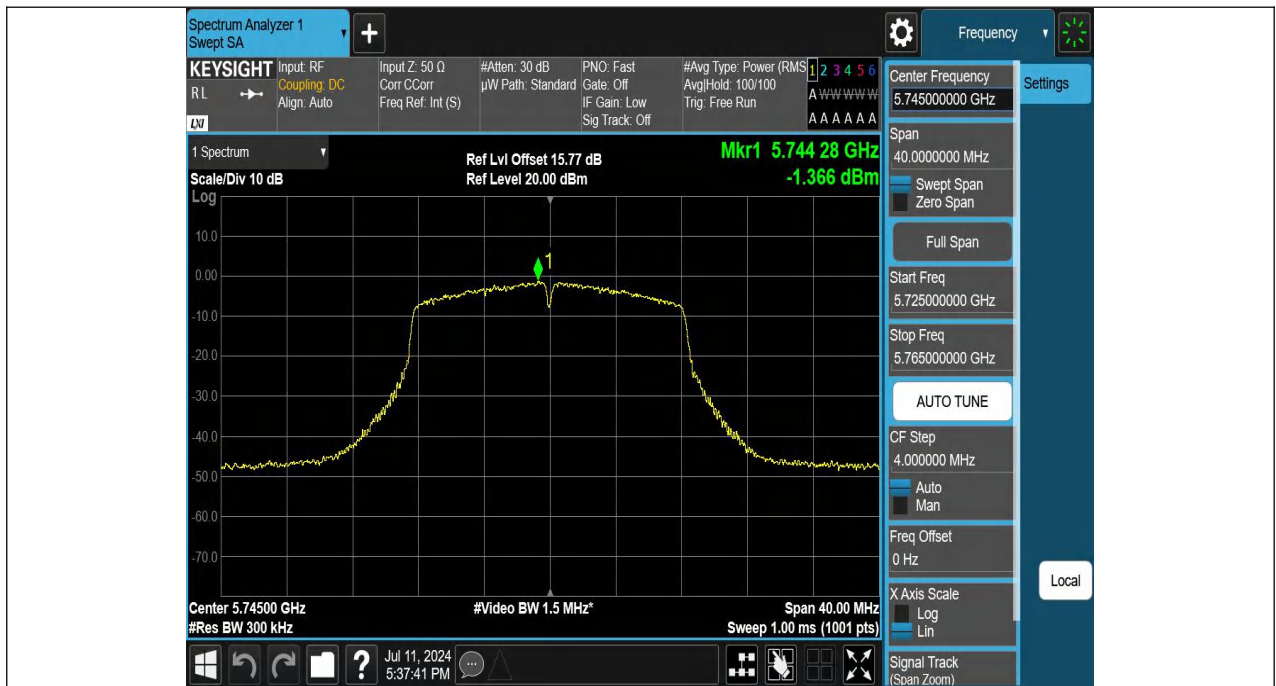 Spectrum Analyzer 1
Swept SA
+
Frequency
KEYSIGHT
R L
LXI
Input: RF
Coupling: DC
Align: Auto
Input Z: 50 Ω
Corr CCorr
Freq Ref: Int (S)
#Atten: 30 dB
µW Path: Standard
PNO: Fast
Gate: Off
IF Gain: Low
Sig Track: Off
#Avg Type: Power (RMS
Avg|Hold: 100/100
Trig: Free Run
1 2 3 4 5 6
A W W W W W
A A A A A A
1 Spectrum
Scale/Div 10 dB
Log
Ref Lvl Offset 15.77 dB
Ref Level 20.00 dBm
Mkr1 5.744 28 GHz
-1.366 dBm
1
10.0
0.00
-10.0
-20.0
-30.0
-40.0
-50.0
-60.0
-70.0
Center 5.74500 GHz
#Res BW 300 kHz
#Video BW 1.5 MHz*
Span 40.00 MHz
Sweep 1.00 ms (1001 pts)
Center Frequency
5.745000000 GHz
Settings
Span
40.0000000 MHz
Swept Span
Zero Span
Full Span
Start Freq
5.725000000 GHz
Stop Freq
5.765000000 GHz
AUTO TUNE
CF Step
4.000000 MHz
Auto
Man
Freq Offset
0 Hz
X Axis Scale
Log
Lin
Local
Signal Track
(Span Zoom)
?
Jul 11, 2024
5:37:41 PM